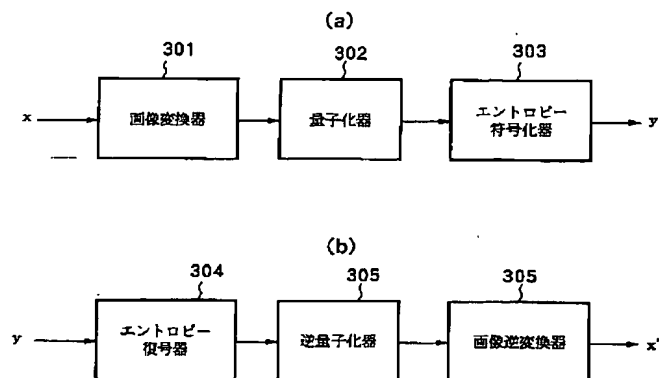 (a)
301 302 303
x 画像変換器 量子化器 エントロピー
符号化器 y
(b)
304 305 305
y エントロピー
復号器 逆量子化器 画像逆変換器 x'